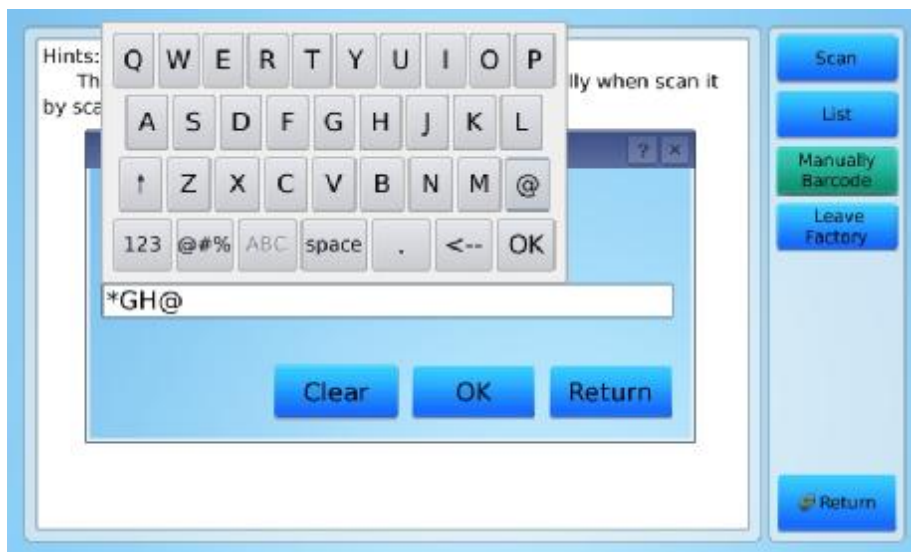 Hints:
Th
lly when scan it
by sca
Q W E R T Y U I O P
A S D F G H J K L
↑ Z X C V B N M @
123 @#% ABC space . <-- OK
? ×
*GH@
Clear OK Return
Scan
List
Manually
Barcode
Leave
Factory
Return